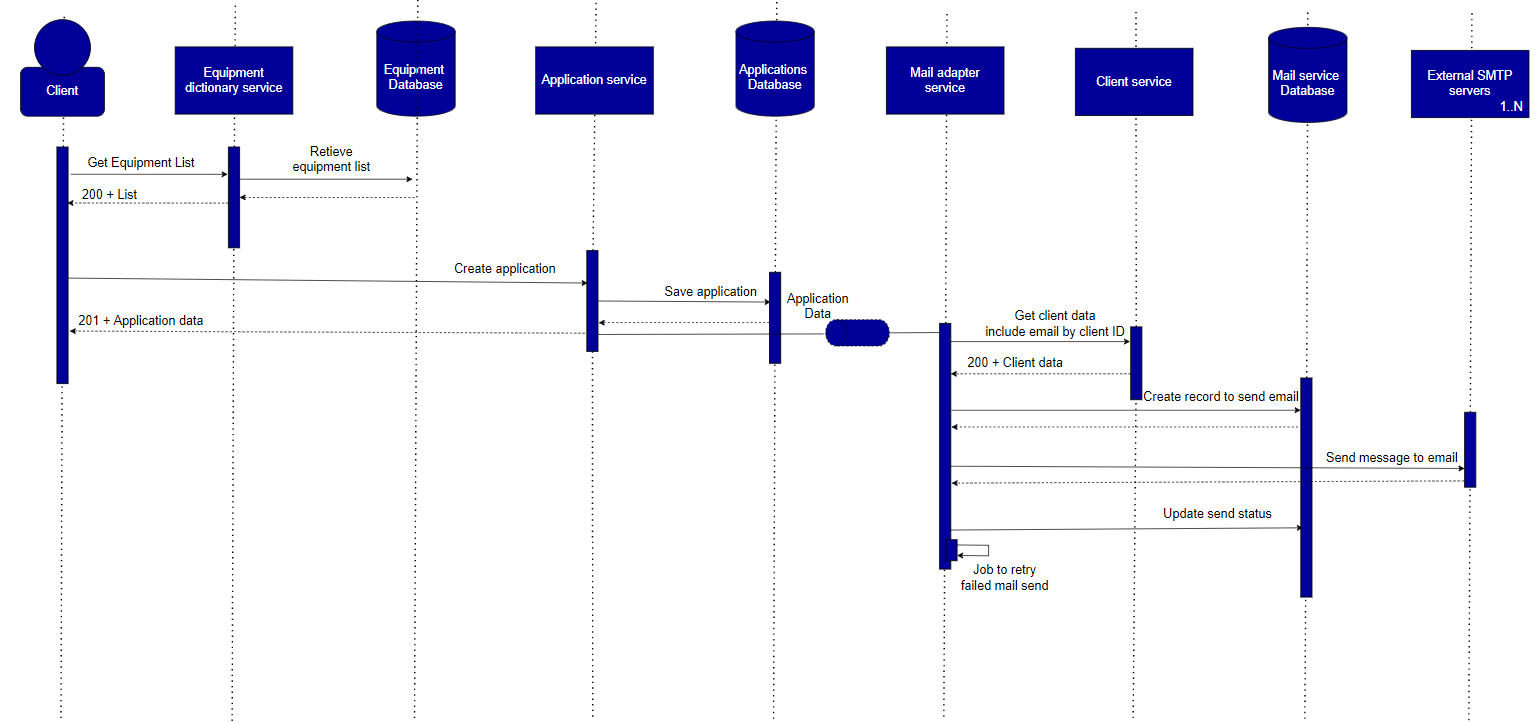 Client
Equipment
dictionary service
Equipment
Database
Application service
Applications
Database
Mail adapter
service
Client service
Mail service
Database
External SMTP
servers
1..N
Get Equipment List
Retieve
equipment list
200 + List
Create application
Save application
Application
Data
201 + Application data
Get client data
include email by client ID
200 + Client data
Create record to send email
Send message to email
Update send status
Job to retry
failed mail send